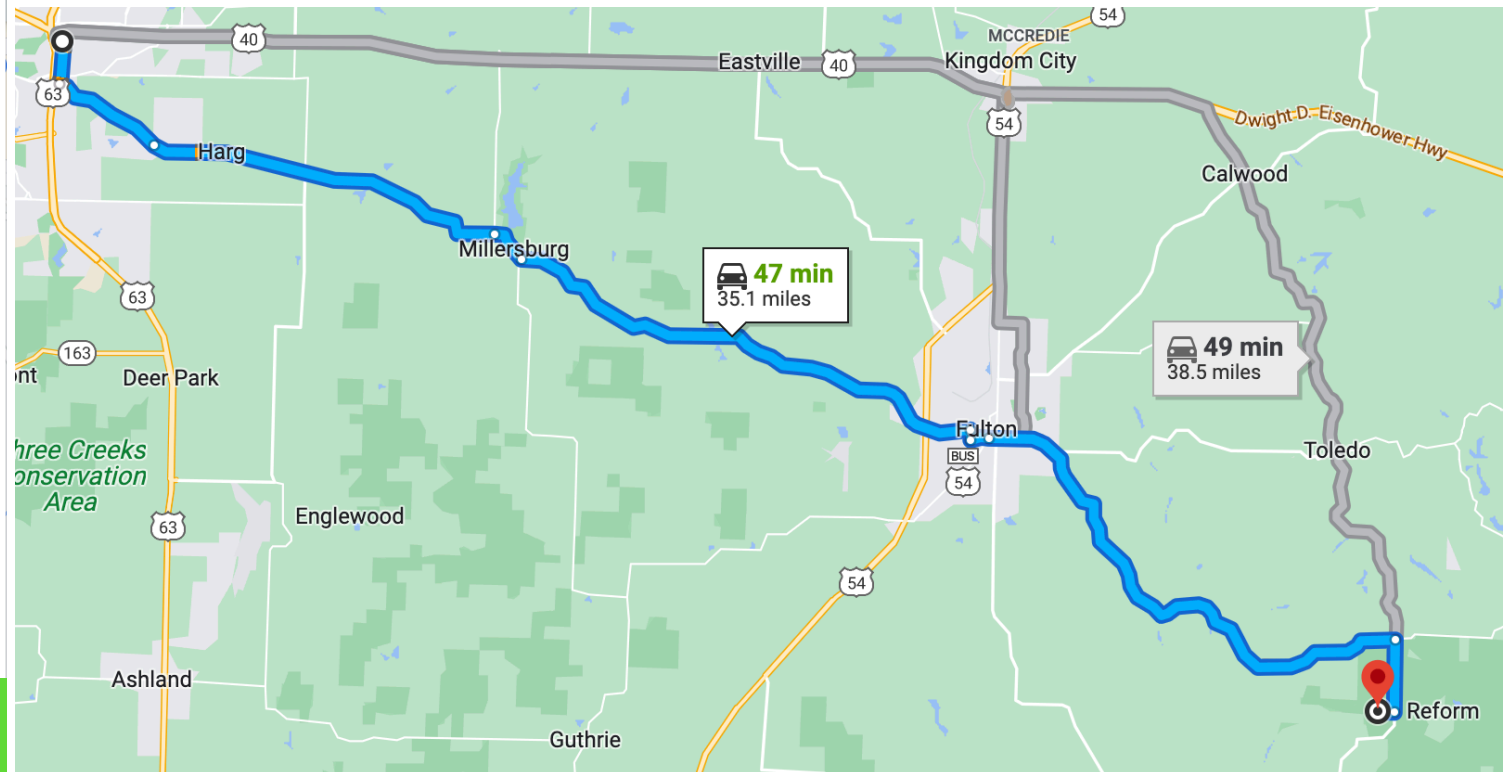 54
MCCREDIE
Kingdom City
40
Eastville
40
63
54
Dwight D. Eisenhower Hwy
Harg
Calwood
Millersburg
47 min
35.1 miles
63
49 min
38.5 miles
163
nt
Deer Park
Fulton
hree Creeks
onservation
Area
BUS
54
Toledo
63
Englewood
54
Ashland
Reform
Guthrie